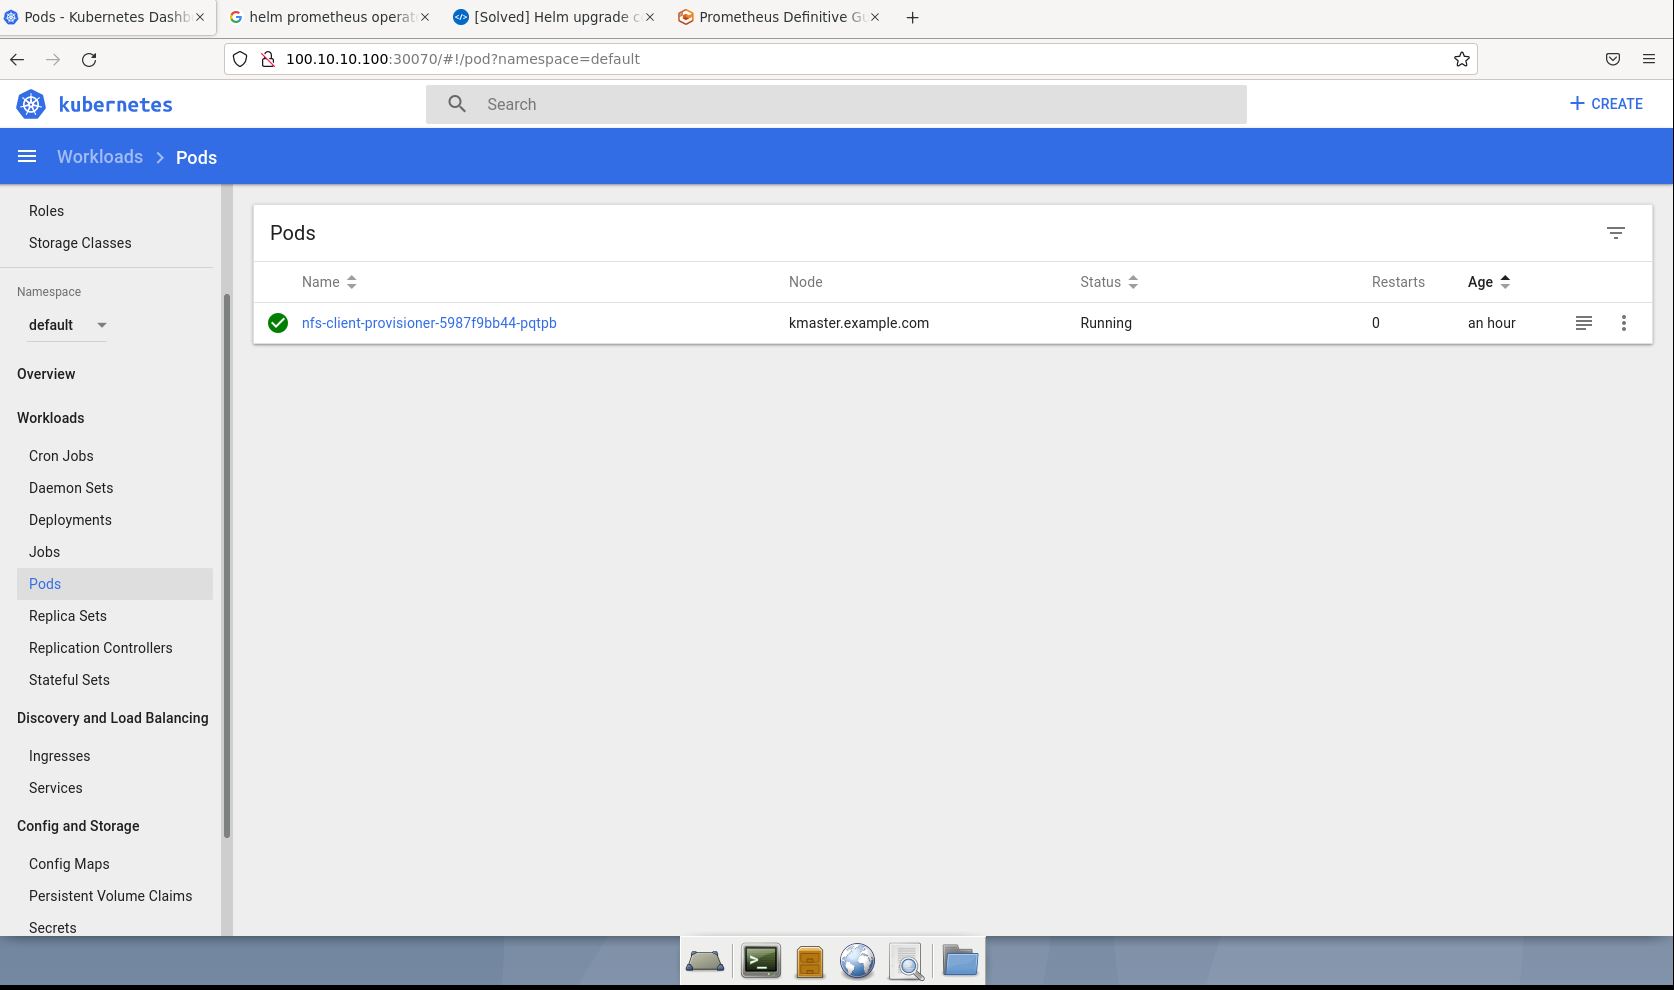 Pods - Kubernetes Dashb
helm prometheus operat
[Solved] Helm upgrade c
Prometheus Definitive Gu
100.10.10.100:30070/#!/pod?namespace=default
kubernetes
Search
CREATE
Workloads
Pods
Roles
Storage Classes
Namespace
default
Overview
Workloads
Cron Jobs
Daemon Sets
Deployments
Jobs
Pods
Replica Sets
Replication Controllers
Stateful Sets
Discovery and Load Balancing
Ingresses
Services
Config and Storage
Config Maps
Persistent Volume Claims
Secrets
Pods
Name Node Status Restarts Age
nfs-client-provisioner-5987f9bb44-pqtpb kmaster.example.com Running 0 an hour